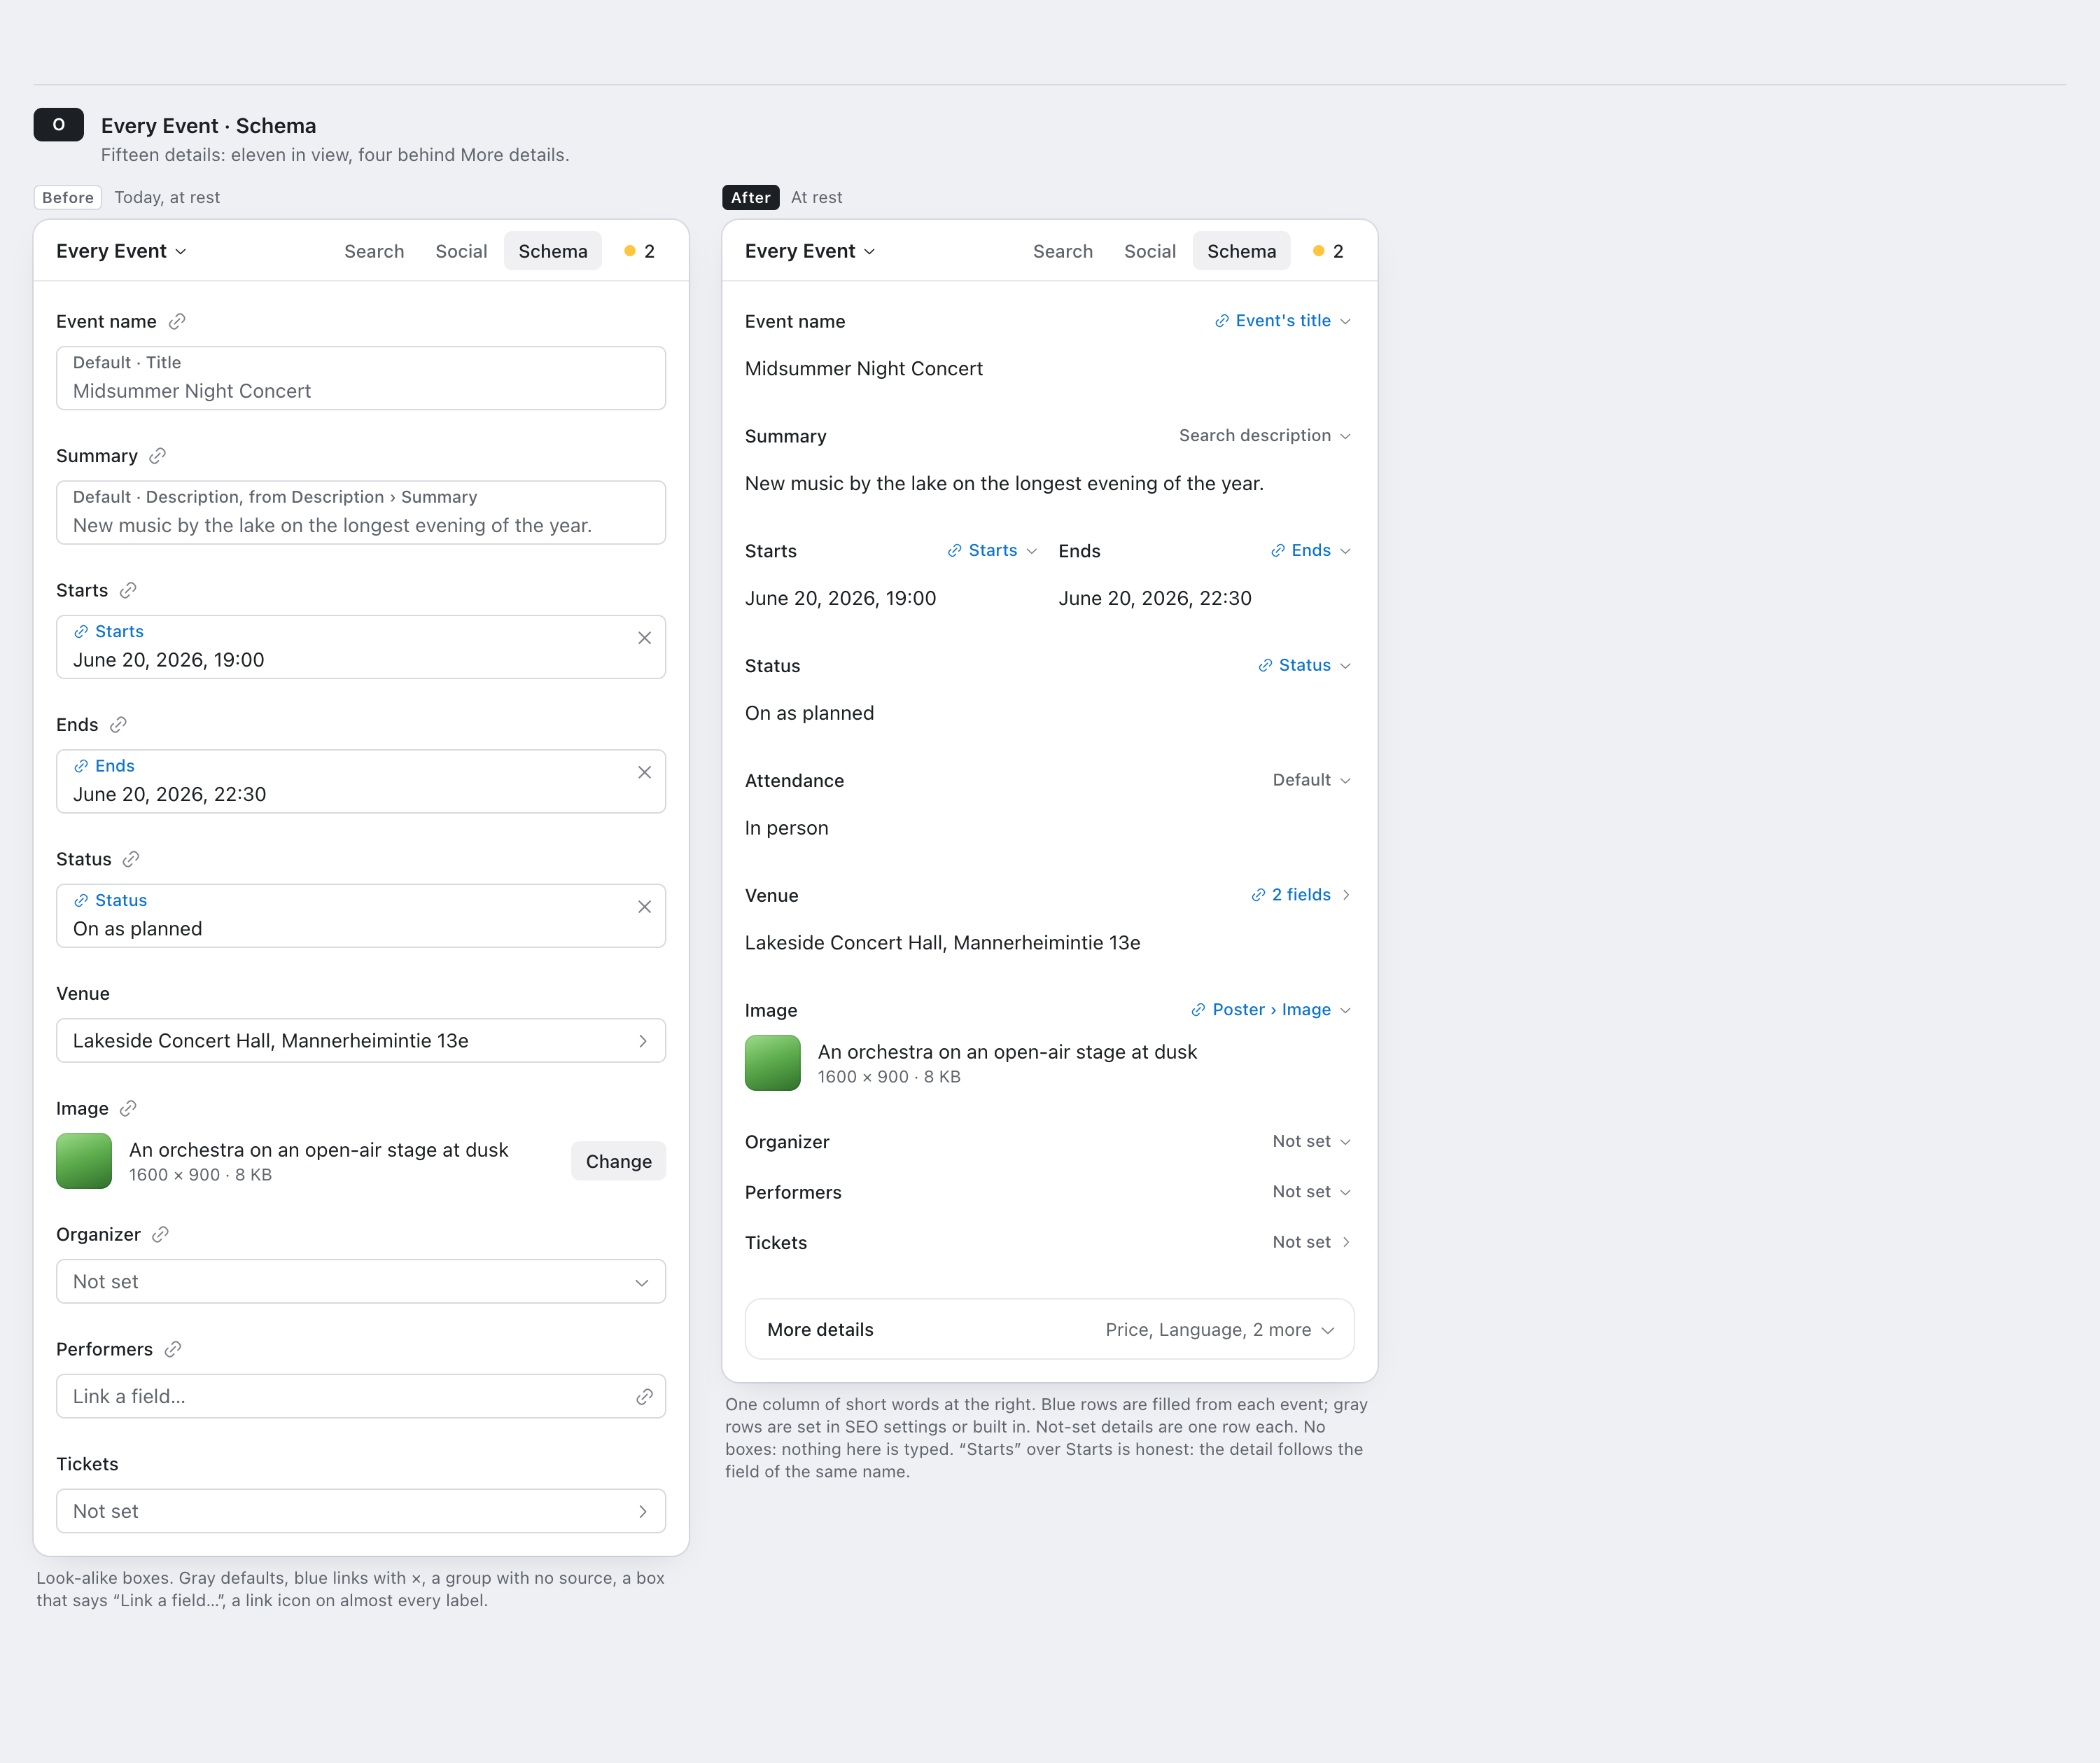 O
Every Event · Schema
Fifteen details: eleven in view, four behind More details.
Before Today, at rest
Every Event Search Social Schema 2
Event name
Default · Title
Midsummer Night Concert
Summary
Default · Description, from Description › Summary
New music by the lake on the longest evening of the year.
Starts
Starts
June 20, 2026, 19:00
Ends
Ends
June 20, 2026, 22:30
Status
Status
On as planned
Venue
Lakeside Concert Hall, Mannerheimintie 13e
Image
An orchestra on an open-air stage at dusk
1600 × 900 · 8 KB
Change
Organizer
Not set
Performers
Link a field…
Tickets
Not set
Look-alike boxes. Gray defaults, blue links with ×, a group with no source, a box
that says “Link a field…”, a link icon on almost every label.
After At rest
Every Event Search Social Schema 2
Event name Event's title
Midsummer Night Concert
Summary Search description
New music by the lake on the longest evening of the year.
Starts Starts Ends Ends
June 20, 2026, 19:00 June 20, 2026, 22:30
Status Status
On as planned
Attendance Default
In person
Venue 2 fields
Lakeside Concert Hall, Mannerheimintie 13e
Image Poster › Image
An orchestra on an open-air stage at dusk
1600 × 900 · 8 KB
Organizer Not set
Performers Not set
Tickets Not set
More details Price, Language, 2 more
One column of short words at the right. Blue rows are filled from each event; gray
rows are set in SEO settings or built in. Not-set details are one row each. No
boxes: nothing here is typed. “Starts” over Starts is honest: the detail follows the
field of the same name.